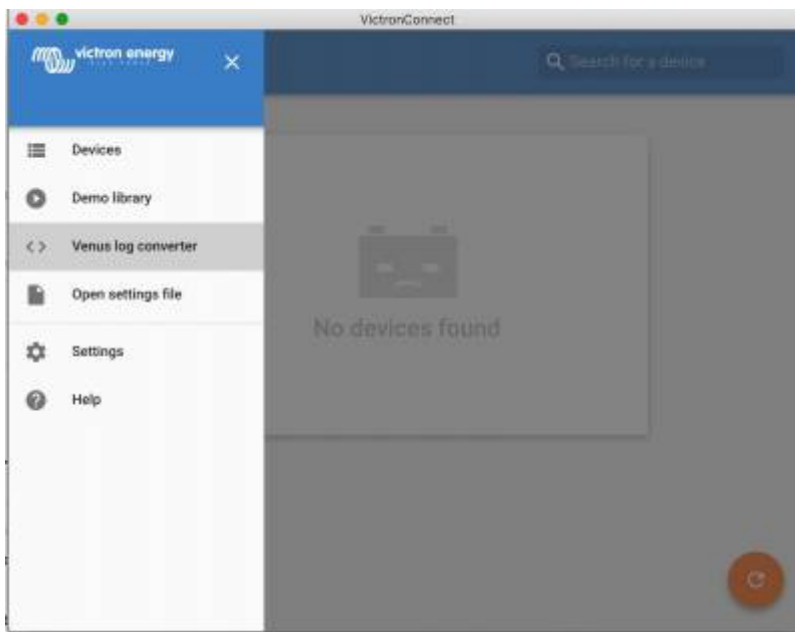 VictronConnect
victron energy
Search for a device
Devices
Demo library
Venus log converter
Open settings file
No devices found
Settings
Help